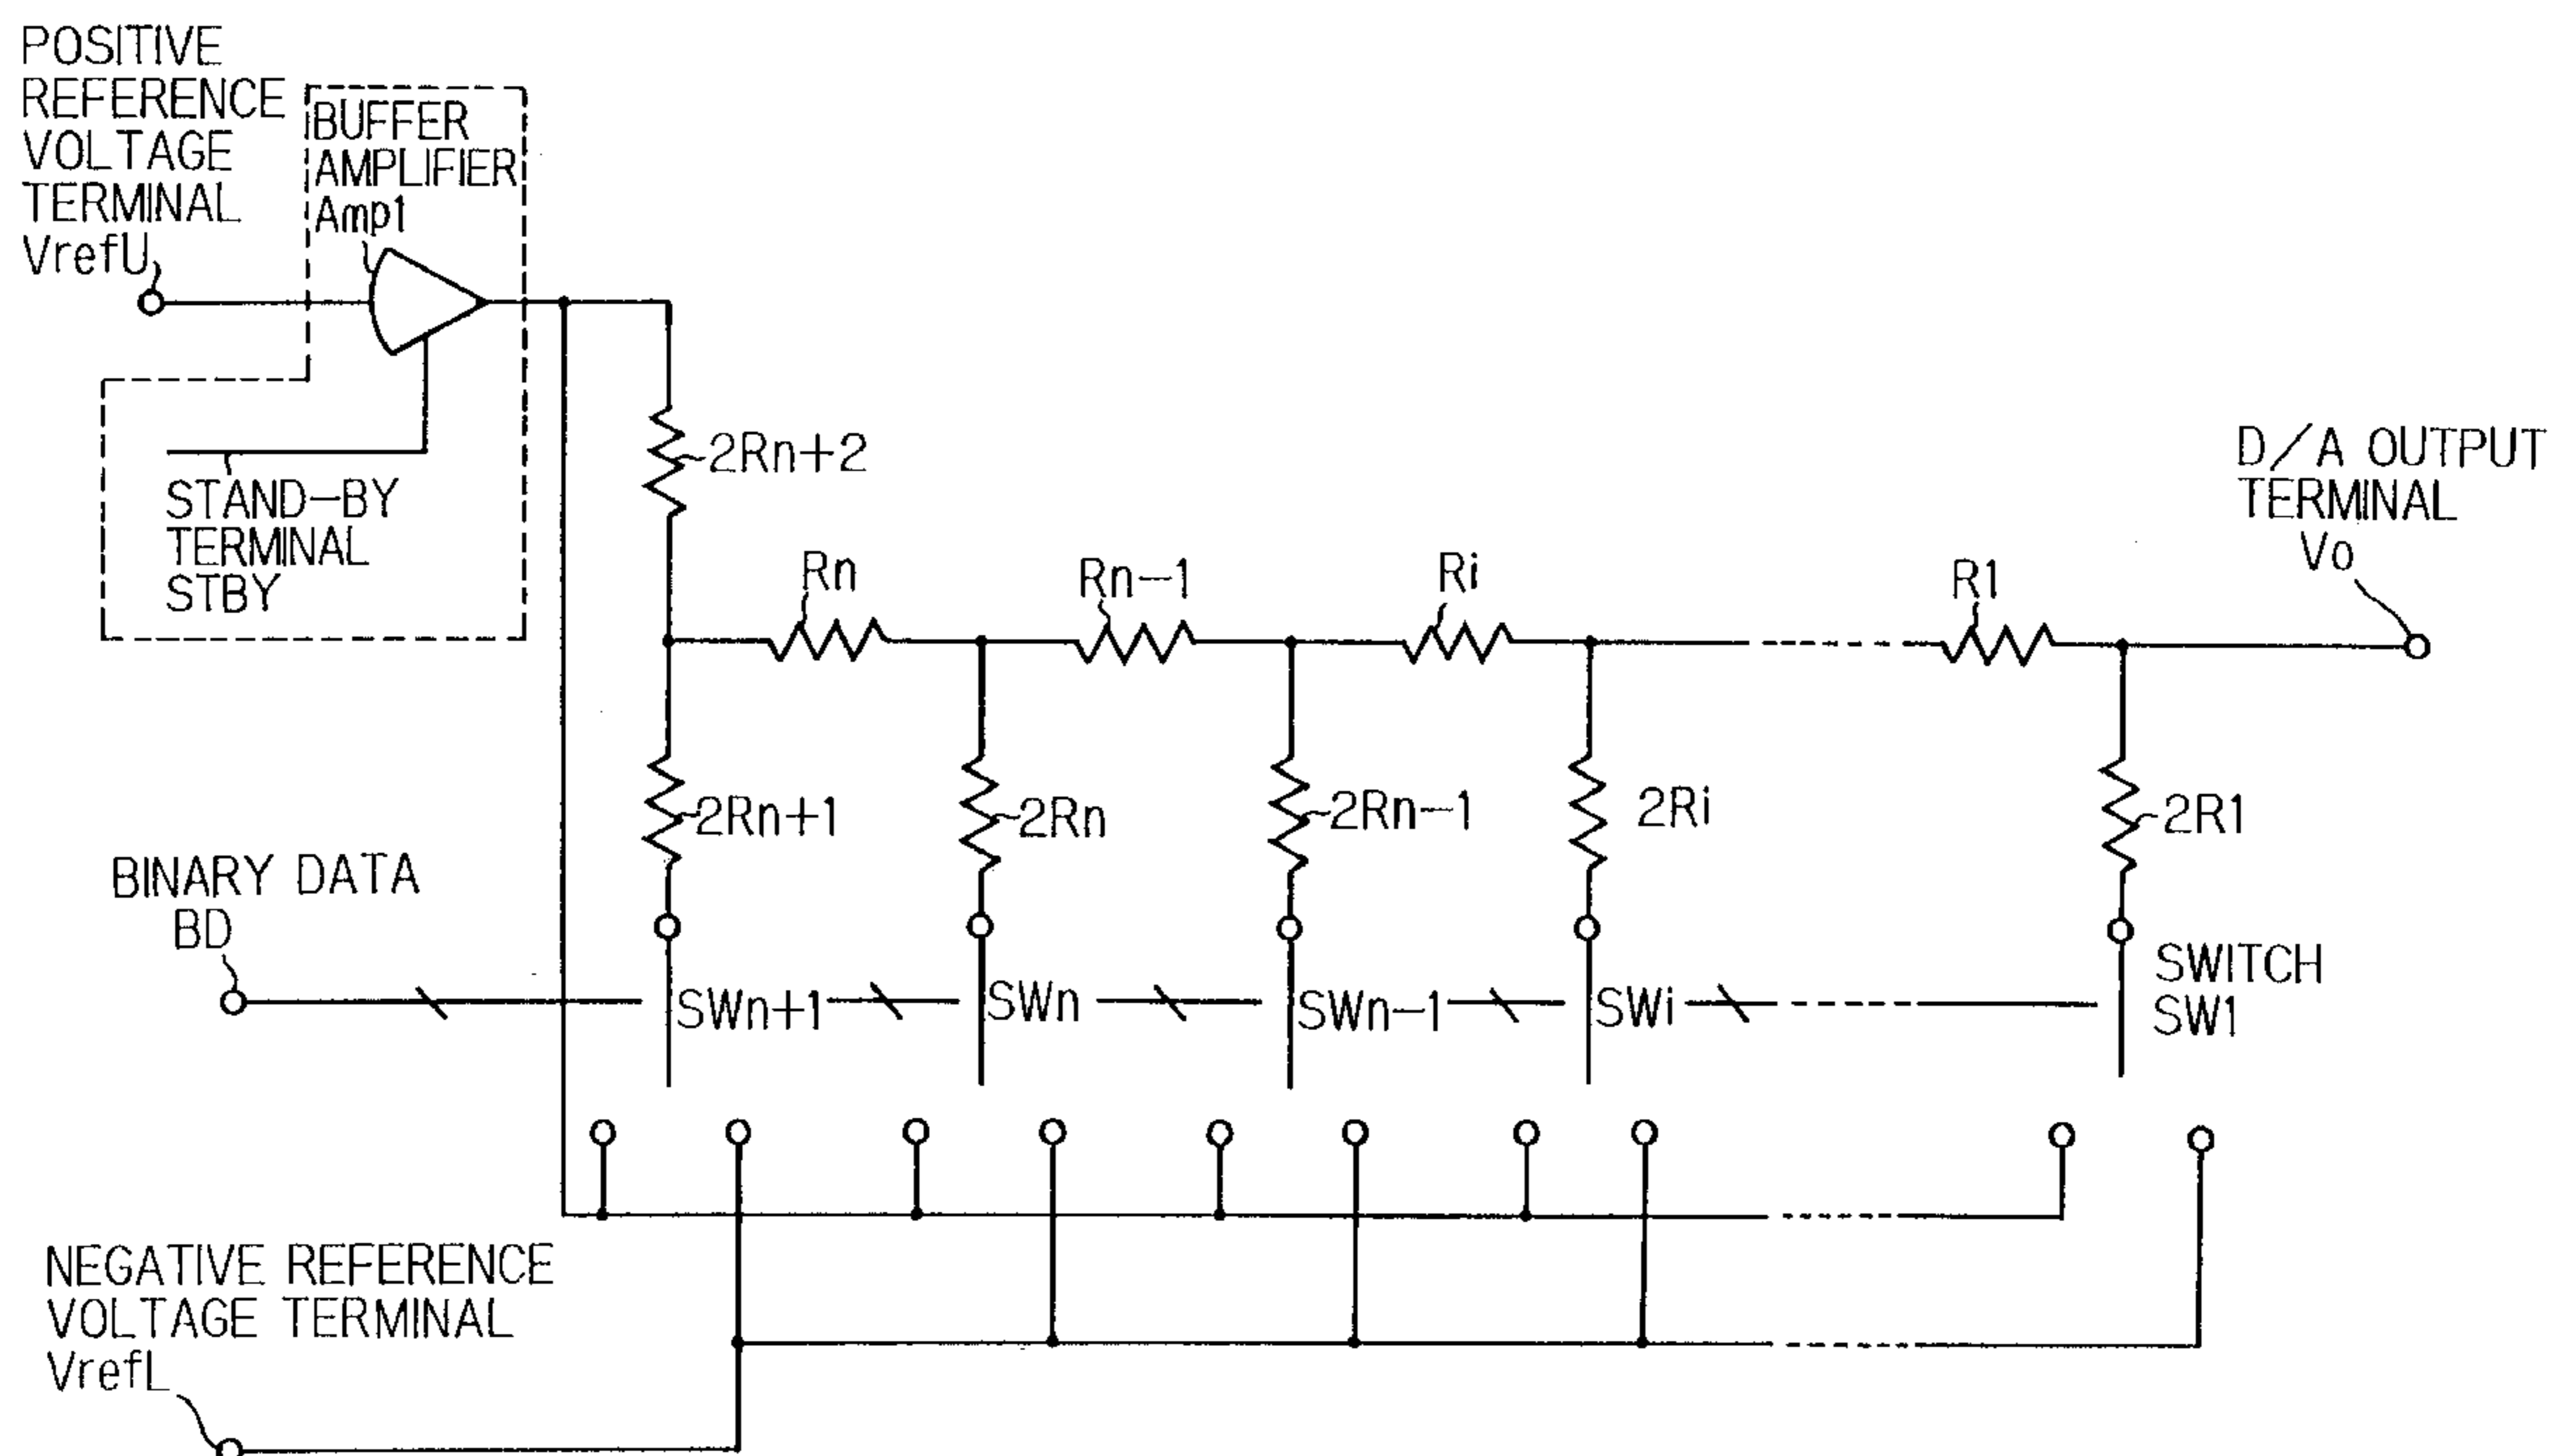 POSITIVE
REFERENCE
VOLTAGE
TERMINAL
VrefU
BUFFER
AMPLIFIER
Amp1
STAND-BY
TERMINAL
STBY
2Rn+2
D/A OUTPUT
TERMINAL
Vo
Rn
Rn-1
Ri
R1
2Rn+1
2Rn
2Rn-1
2Ri
2R1
BINARY DATA
BD
SWn+1
SWn
SWn-1
SWi
SWITCH
SW1
NEGATIVE REFERENCE
VOLTAGE TERMINAL
VrefL